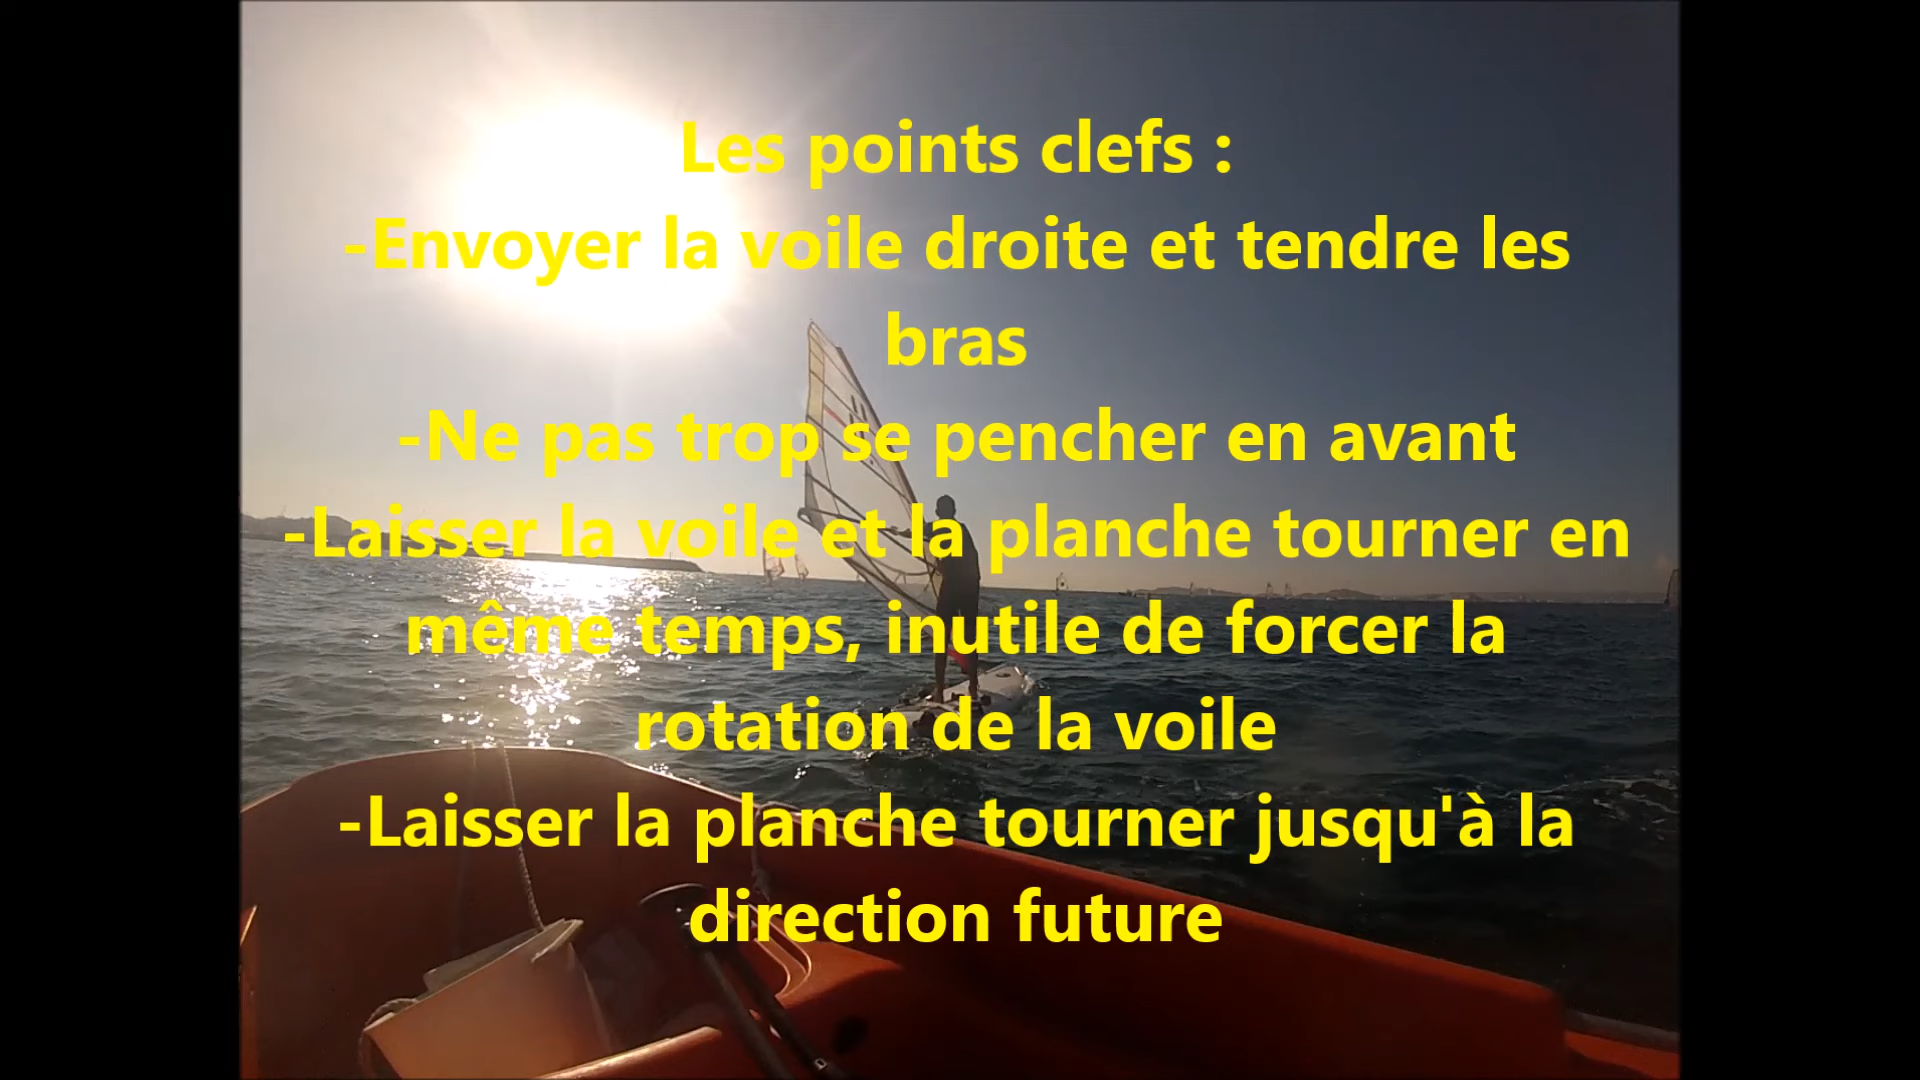 Les points clefs :
-Envoyer la voile droite et tendre les
bras
-Ne pas trop se pencher en avant
-Laisser la voile et la planche tourner en
même temps, inutile de forcer la
rotation de la voile
-Laisser la planche tourner jusqu'à la
direction future